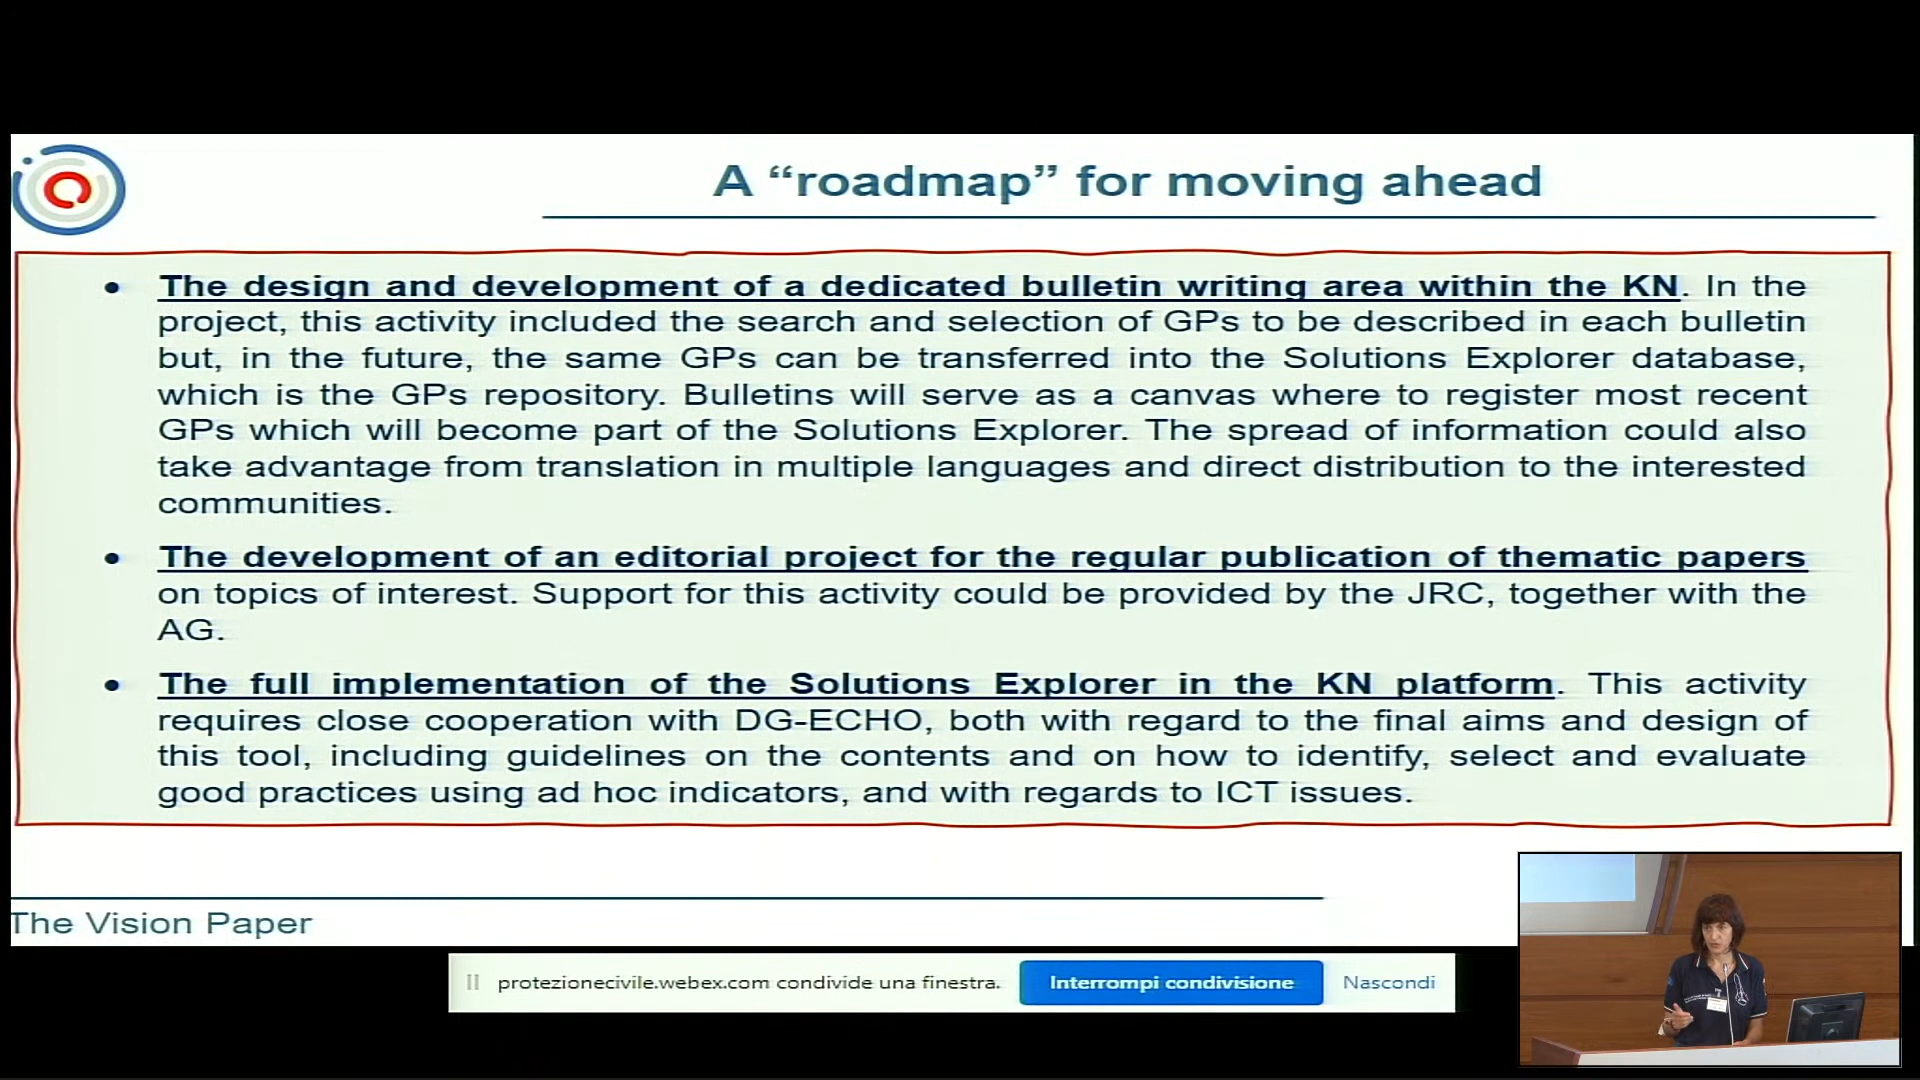 A “roadmap” for moving ahead
• The design and development of a dedicated bulletin writing area within the KN. In the
project, this activity included the search and selection of GPs to be described in each bulletin
but, in the future, the same GPs can be transferred into the Solutions Explorer database,
which is the GPs repository. Bulletins will serve as a canvas where to register most recent
GPs which will become part of the Solutions Explorer. The spread of information could also
take advantage from translation in multiple languages and direct distribution to the interested
communities.
• The development of an editorial project for the regular publication of thematic papers
on topics of interest. Support for this activity could be provided by the JRC, together with the
AG.
• The full implementation of the Solutions Explorer in the KN platform. This activity
requires close cooperation with DG-ECHO, both with regard to the final aims and design of
this tool, including guidelines on the contents and on how to identify, select and evaluate
good practices using ad hoc indicators, and with regards to ICT issues.
The Vision Paper
protezionecivile.webex.com condivide una finestra.
Interrompi condivisione
Nascondi